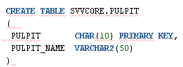 CREATE TABLE SVVCORE.PULPIT
(
PULPIT CHAR(10) PRIMARY KEY,
PULPIT_NAME VARCHAR2(50)
)